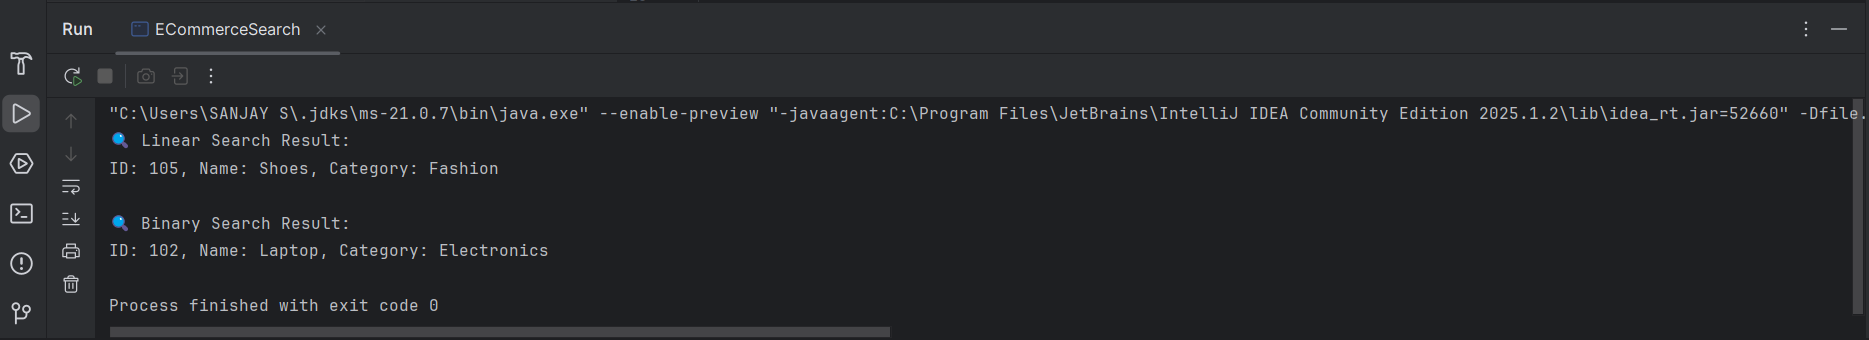 Run ECommerceSearch
"C:\Users\SANJAY S\.jdks\ms-21.0.7\bin\java.exe" --enable-preview "-javaagent:C:\Program Files\JetBrains\IntelliJ IDEA Community Edition 2025.1.2\lib\idea_rt.jar=52660" -Dfile.
🔍 Linear Search Result:
ID: 105, Name: Shoes, Category: Fashion
🔍 Binary Search Result:
ID: 102, Name: Laptop, Category: Electronics
Process finished with exit code 0